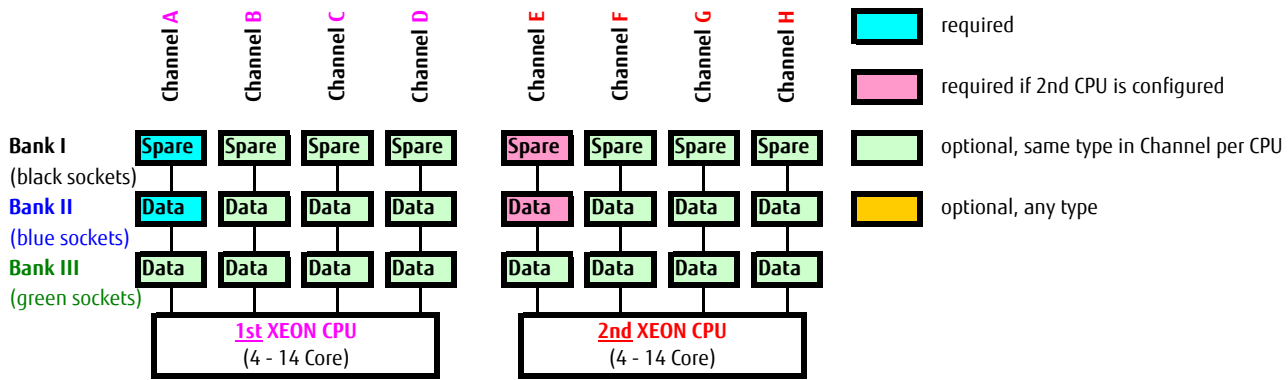 Channel A
Channel B
Channel C
Channel D
Channel E
Channel F
Channel G
Channel H
required
required if 2nd CPU is configured
optional, same type in Channel per CPU
optional, any type
Bank I
(black sockets)
Spare Spare Spare Spare Spare Spare Spare Spare
Bank II
(blue sockets)
Data Data Data Data Data Data Data Data
Bank III
(green sockets)
Data Data Data Data Data Data Data Data
1st XEON CPU
(4 - 14 Core)
2nd XEON CPU
(4 - 14 Core)